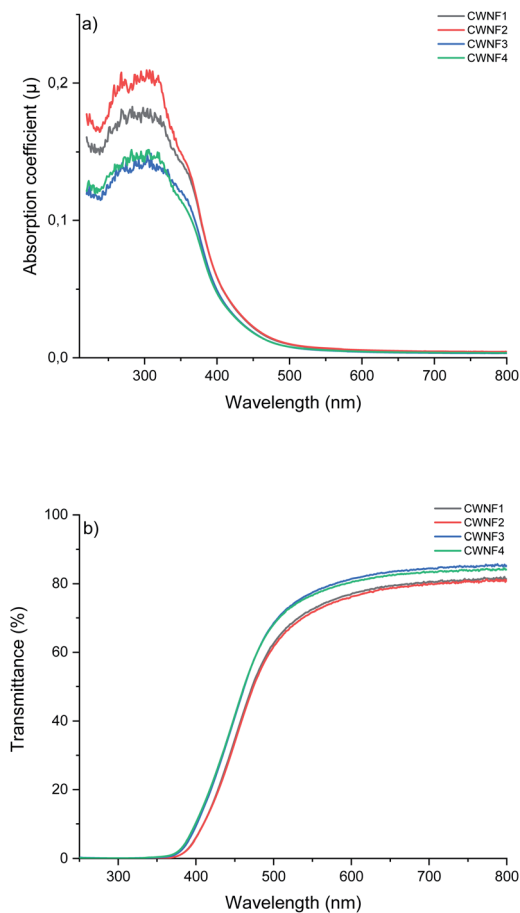 a)
CWNF1
CWNF2
CWNF3
CWNF4
0,2
0,1
0,0
Absorption coefficient (µ)
300 400 500 600 700 800
Wavelength (nm)
b)
CWNF1
CWNF2
CWNF3
CWNF4
100
80
60
40
20
0
Transmittance (%)
300 400 500 600 700 800
Wavelength (nm)